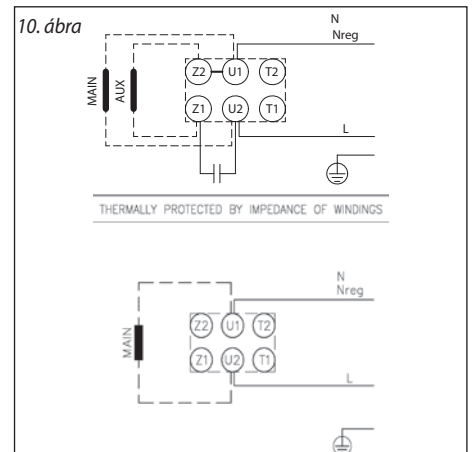 10. ábra
N
Nreg
Z2 U1 T2
MAIN
AUX
Z1 U2 T1
L
THERMALLY PROTECTED BY IMPEDANCE OF WINDINGS
N
Nreg
Z2 U1 T2
MAIN
Z1 U2 T1
L